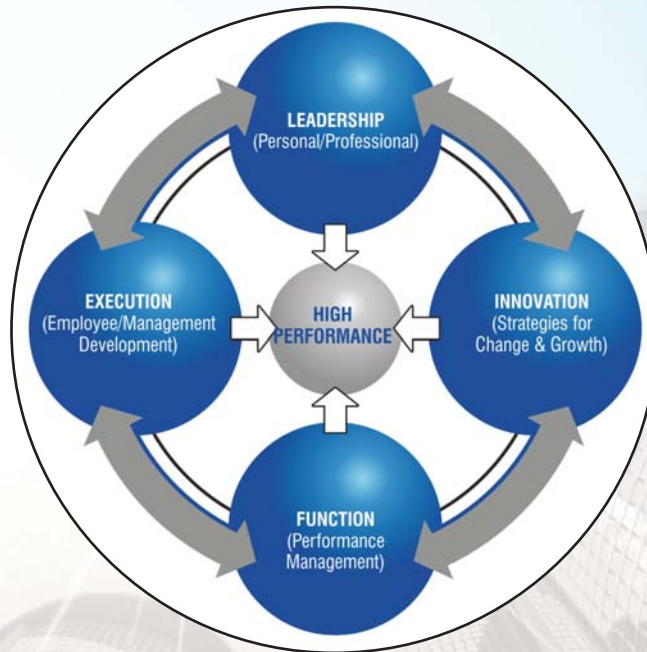 LEADERSHIP
(Personal/Professional)
EXECUTION
(Employee/Management
Development)
HIGH
PERFORMANCE
INNOVATION
(Strategies for
Change & Growth)
FUNCTION
(Performance
Management)